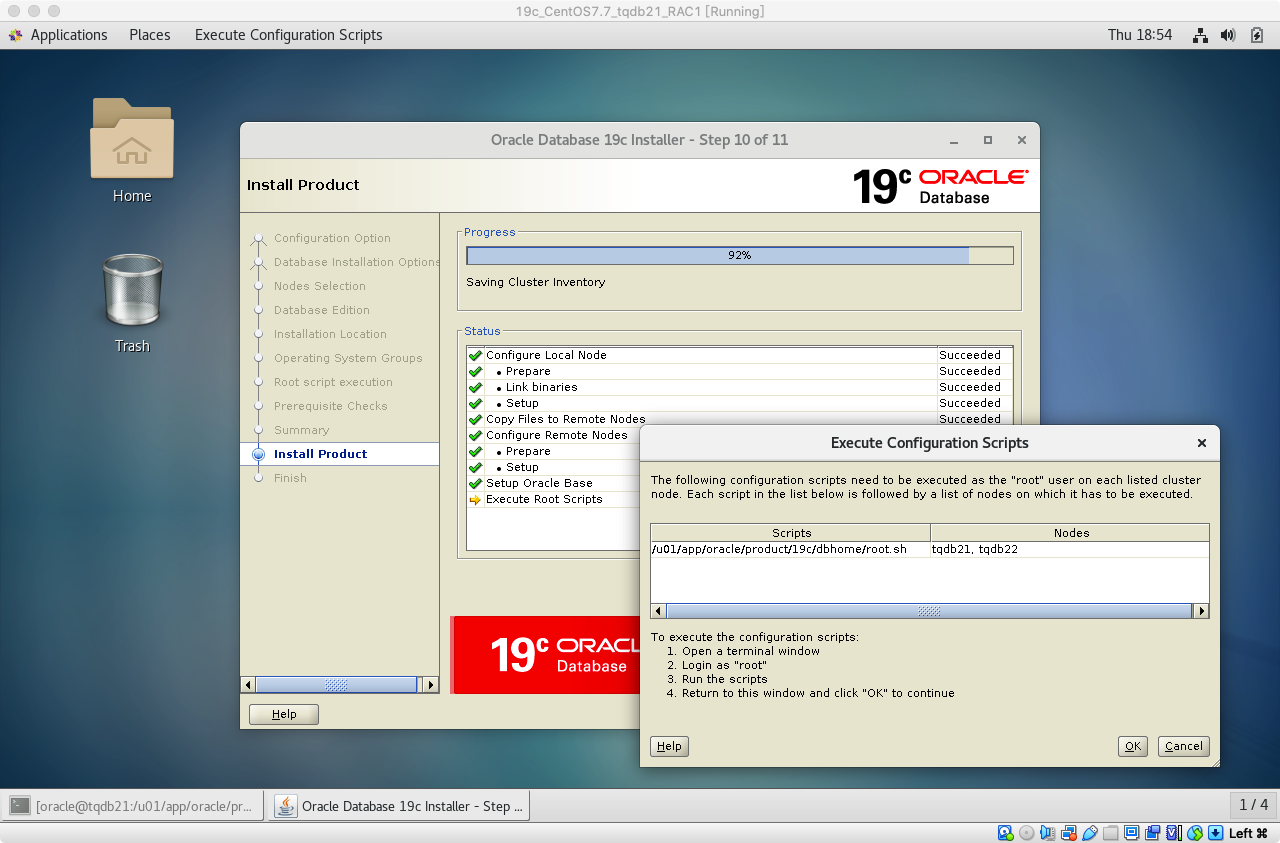 19c_CentOS7.7_tqdb21_RAC1 [Running]
Applications Places Execute Configuration Scripts Thu 18:54
Home
Trash
Oracle Database 19c Installer - Step 10 of 11
Install Product
19c ORACLE
Database
Configuration Option
Database Installation Options
Nodes Selection
Database Edition
Installation Location
Operating System Groups
Root script execution
Prerequisite Checks
Summary
Install Product
Finish
Progress
92%
Saving Cluster Inventory
Status
Configure Local Node Succeeded
• Prepare Succeeded
• Link binaries Succeeded
• Setup Succeeded
Copy Files to Remote Nodes Succeeded
Configure Remote Nodes
• Prepare
• Setup
Setup Oracle Base
Execute Root Scripts
19c ORACL
Database
Help
Execute Configuration Scripts
The following configuration scripts need to be executed as the "root" user on each listed cluster
node. Each script in the list below is followed by a list of nodes on which it has to be executed.
Scripts Nodes
/u01/app/oracle/product/19c/dbhome/root.sh tqdb21, tqdb22
To execute the configuration scripts:
1. Open a terminal window
2. Login as "root"
3. Run the scripts
4. Return to this window and click "OK" to continue
Help OK Cancel
[oracle@tqdb21:/u01/app/oracle/pr... Oracle Database 19c Installer - Step ... 1 / 4
Left ⌘